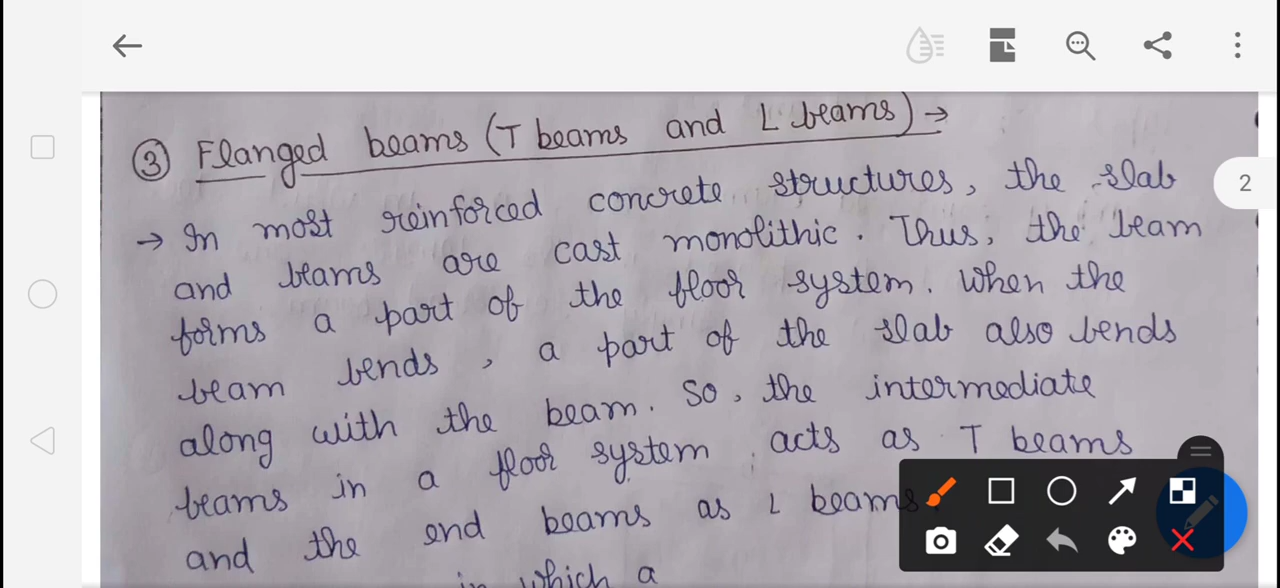 ③ Flanged beams (T beams and L beams) →
→ In most reinforced concrete structures, the slab
and beams are cast monolithic. Thus, the beam
forms a part of the floor system. When the
beam bends, a part of the slab also bends
along with the beam. So, the intermediate
beams in a floor system acts as T beams
and the end beams as L beams
in which a
2